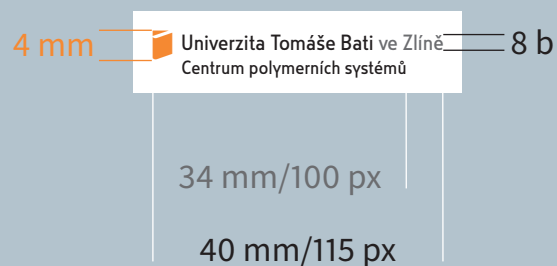 4 mm
Univerzita Tomáše Bati ve Zlíně
8 b
Centrum polymerních systémů
34 mm/100 px
40 mm/115 px